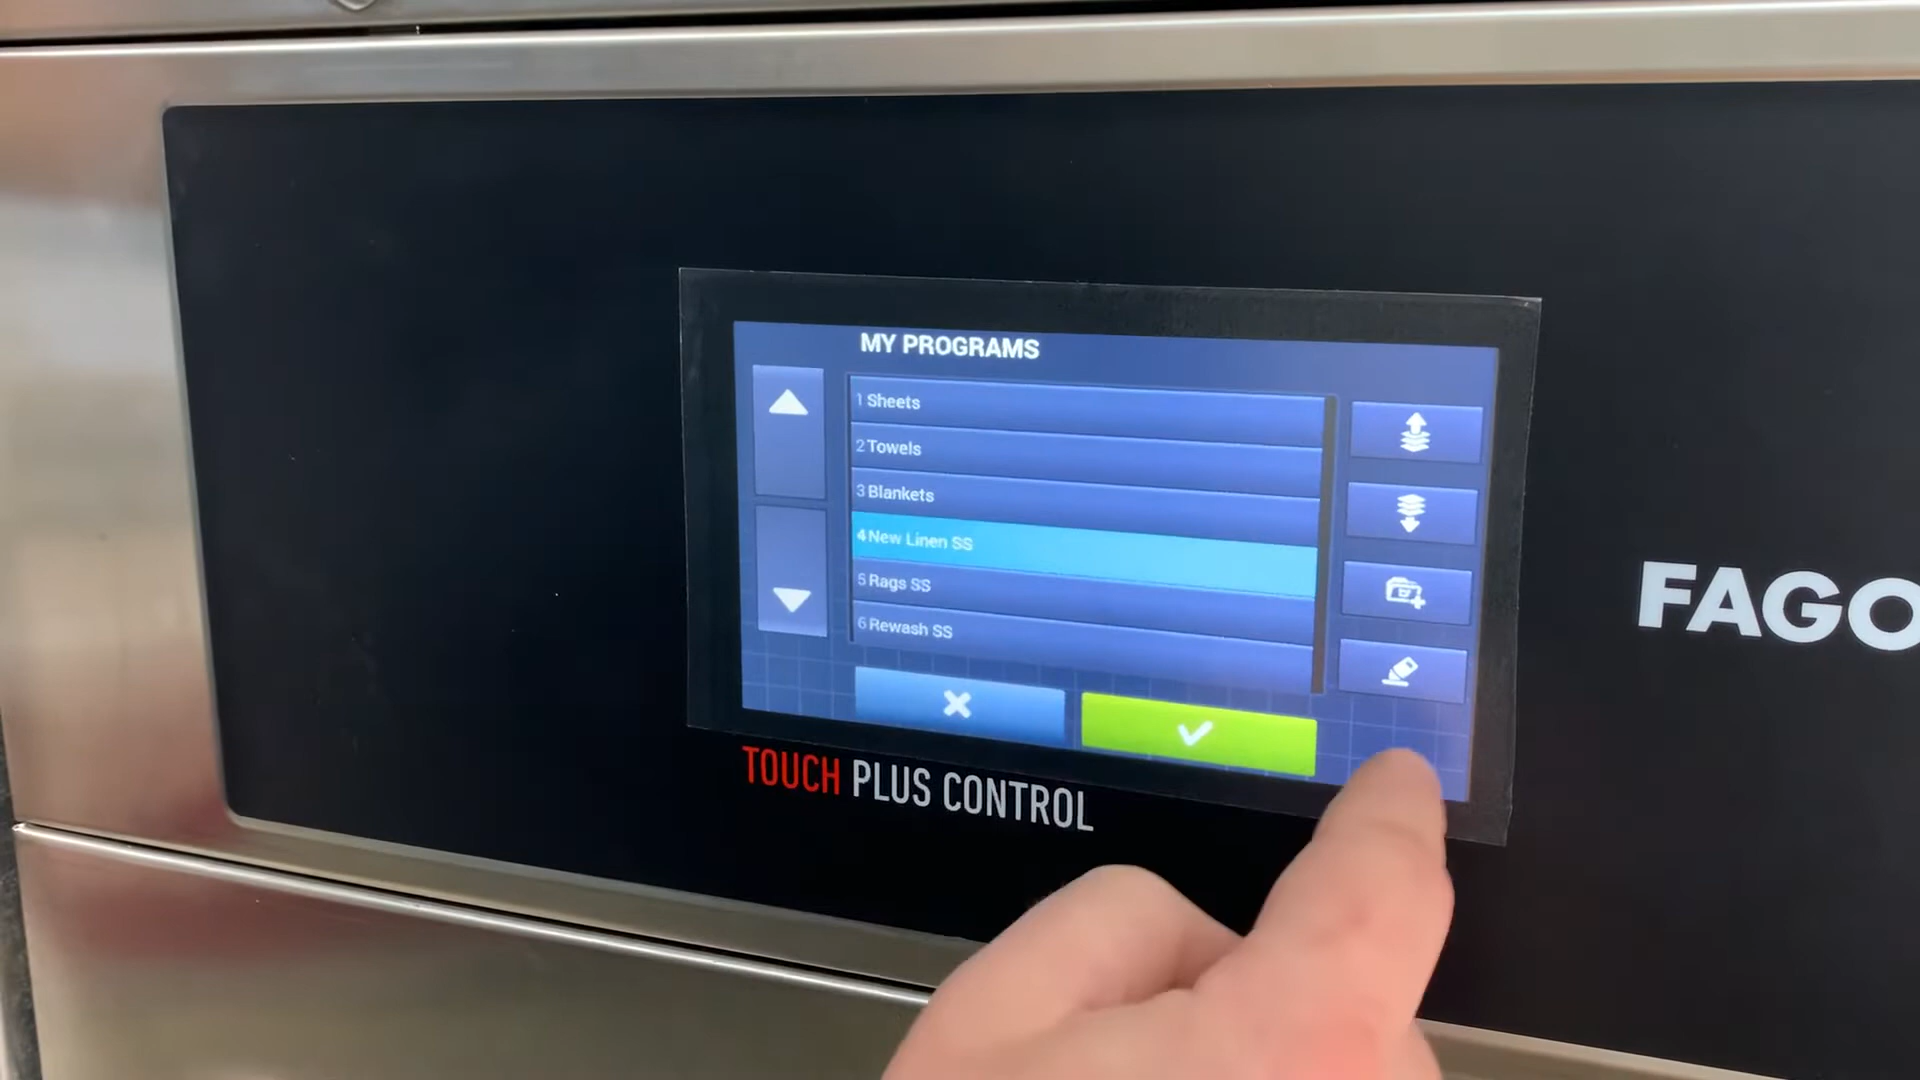 MY PROGRAMS
1 Sheets
2 Towels
3 Blankets
4 New Linen SS
5 Rags SS
6 Rewash SS
TOUCH PLUS CONTROL
FAGO